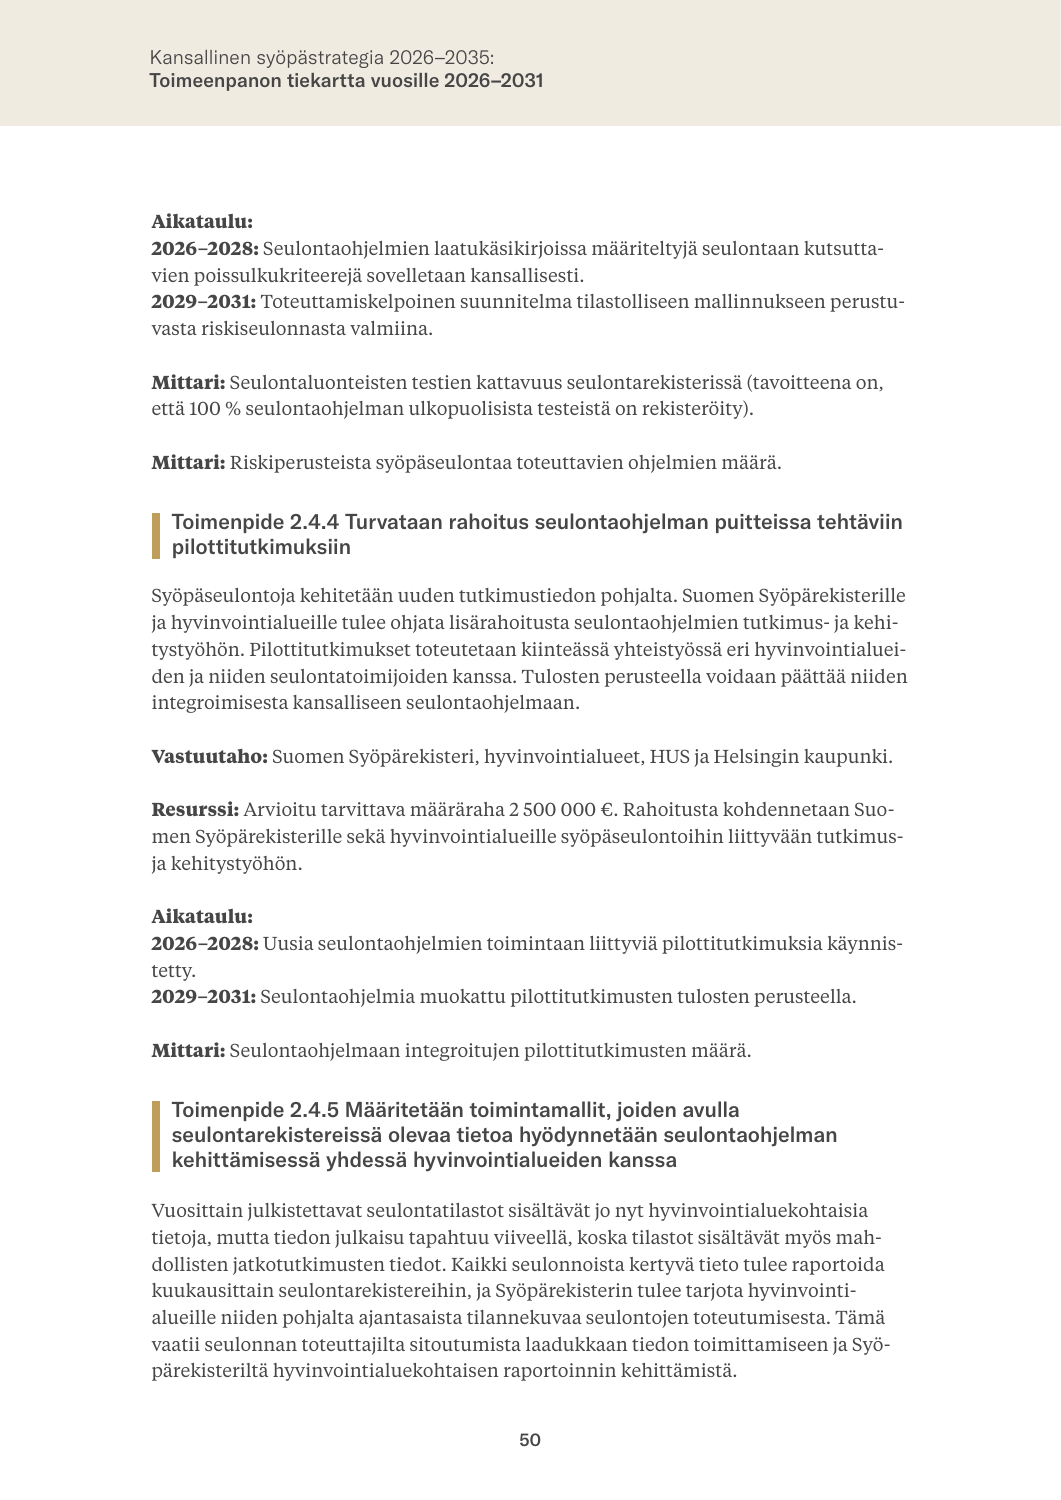 Kansallinen syöpästrategia 2026–2035:
Toimeenpanon tiekartta vuosille 2026–2031
Aikataulu:
2026–2028: Seulontaohjelmien laatukäsikirjoissa määriteltyjä seulontaan kutsutta-
vien poissulkukriteerejä sovelletaan kansallisesti.
2029–2031: Toteuttamiskelpoinen suunnitelma tilastolliseen mallinnukseen perustu-
vasta riskiseulonnasta valmiina.
Mittari: Seulontaluonteisten testien kattavuus seulontarekisterissä (tavoitteena on,
että 100 % seulontaohjelman ulkopuolisista testeistä on rekisteröity).
Mittari: Riskiperusteista syöpäseulontaa toteuttavien ohjelmien määrä.
Toimenpide 2.4.4 Turvataan rahoitus seulontaohjelman puitteissa tehtäviin
pilottitutkimuksiin
Syöpäseulontoja kehitetään uuden tutkimustiedon pohjalta. Suomen Syöpärekisterille
ja hyvinvointialueille tulee ohjata lisärahoitusta seulontaohjelmien tutkimus- ja kehi-
tystyöhön. Pilottitutkimukset toteutetaan kiinteässä yhteistyössä eri hyvinvointialuei-
den ja niiden seulontatoimijoiden kanssa. Tulosten perusteella voidaan päättää niiden
integroimisesta kansalliseen seulontaohjelmaan.
Vastuutaho: Suomen Syöpärekisteri, hyvinvointialueet, HUS ja Helsingin kaupunki.
Resurssi: Arvioitu tarvittava määräraha 2 500 000 €. Rahoitusta kohdennetaan Suo-
men Syöpärekisterille sekä hyvinvointialueille syöpäseulontoihin liittyvään tutkimus-
ja kehitystyöhön.
Aikataulu:
2026–2028: Uusia seulontaohjelmien toimintaan liittyviä pilottitutkimuksia käynnis-
tetty.
2029–2031: Seulontaohjelmia muokattu pilottitutkimusten tulosten perusteella.
Mittari: Seulontaohjelmaan integroitujen pilottitutkimusten määrä.
Toimenpide 2.4.5 Määritetään toimintamallit, joiden avulla
seulontarekistereissä olevaa tietoa hyödynnetään seulontaohjelman
kehittämisessä yhdessä hyvinvointialueiden kanssa
Vuosittain julkistettavat seulontatilastot sisältävät jo nyt hyvinvointialuekohtaisia
tietoja, mutta tiedon julkaisu tapahtuu viiveellä, koska tilastot sisältävät myös mah-
dollisten jatkotutkimusten tiedot. Kaikki seulonnoista kertyvä tieto tulee raportoida
kuukausittain seulontarekistereihin, ja Syöpärekisterin tulee tarjota hyvinvointi-
alueille niiden pohjalta ajantasaista tilannekuvaa seulontojen toteutumisesta. Tämä
vaatii seulonnan toteuttajilta sitoutumista laadukkaan tiedon toimittamiseen ja Syö-
pärekisteriltä hyvinvointialuekohtaisen raportoinnin kehittämistä.
50